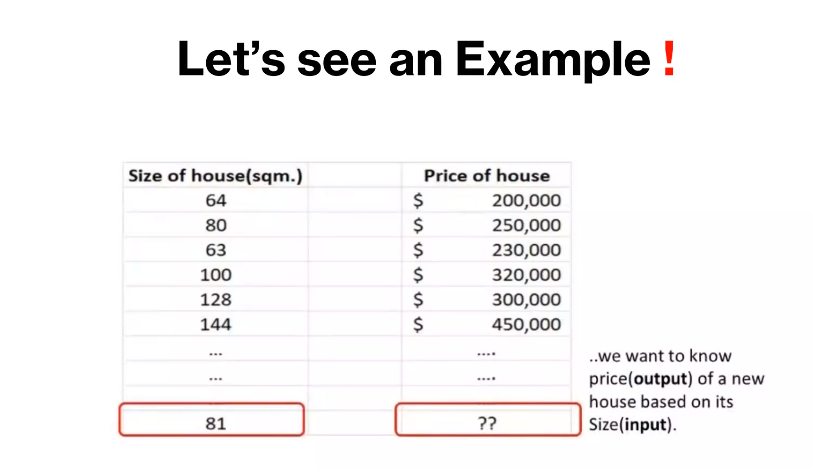 Let's see an Example !
Size of house(sqm.) Price of house
64 $ 200,000
80 $ 250,000
63 $ 230,000
100 $ 320,000
128 $ 300,000
144 $ 450,000
... ....
... ....
81 ??
..we want to know
price(output) of a new
house based on its
Size(input).